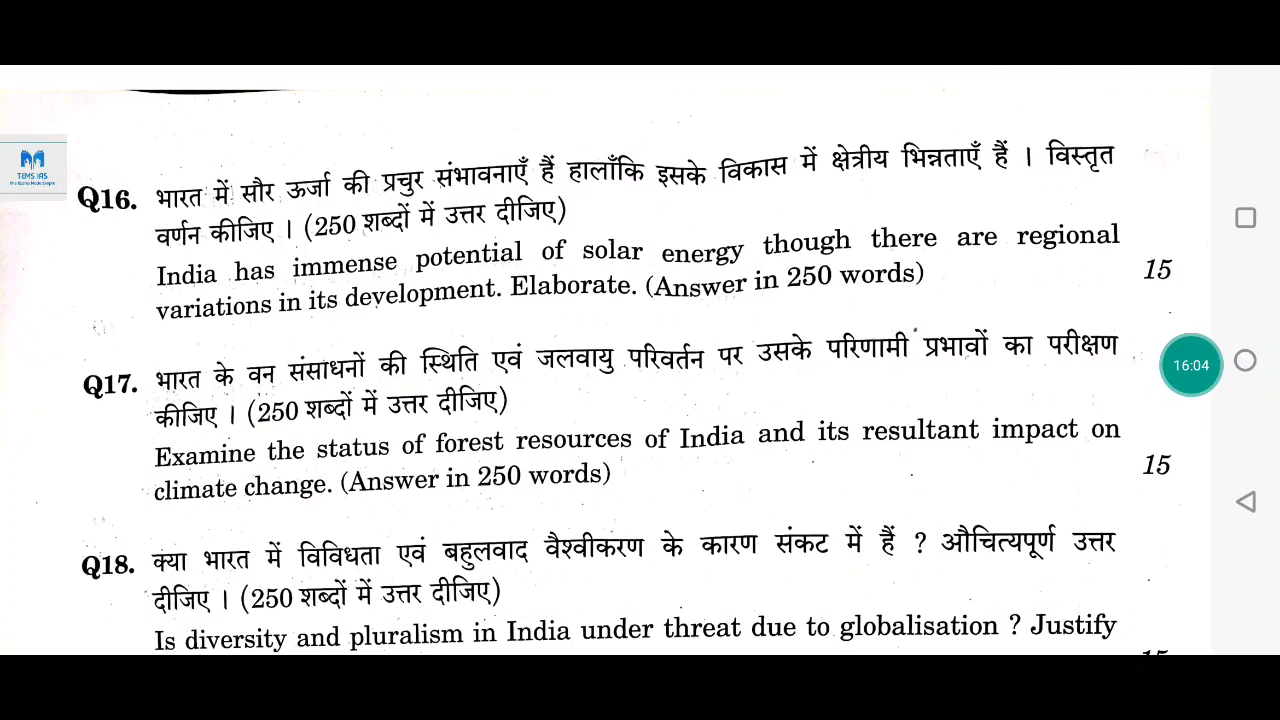 TEMS IAS
Q16. भारत में सौर ऊर्जा की प्रचुर संभावनाएँ हैं हालाँकि इसके विकास में क्षेत्रीय भिन्नताएँ हैं । विस्तृत
वर्णन कीजिए । (250 शब्दों में उत्तर दीजिए)
India has immense potential of solar energy though there are regional
variations in its development. Elaborate. (Answer in 250 words) 15
Q17. भारत के वन संसाधनों की स्थिति एवं जलवायु परिवर्तन पर उसके परिणामी प्रभावों का परीक्षण
कीजिए । (250 शब्दों में उत्तर दीजिए)
16:04
Examine the status of forest resources of India and its resultant impact on
climate change. (Answer in 250 words) 15
Q18. क्या भारत में विविधता एवं बहुलवाद वैश्वीकरण के कारण संकट में हैं ? औचित्यपूर्ण उत्तर
दीजिए । (250 शब्दों में उत्तर दीजिए)
Is diversity and pluralism in India under threat due to globalisation ? Justify